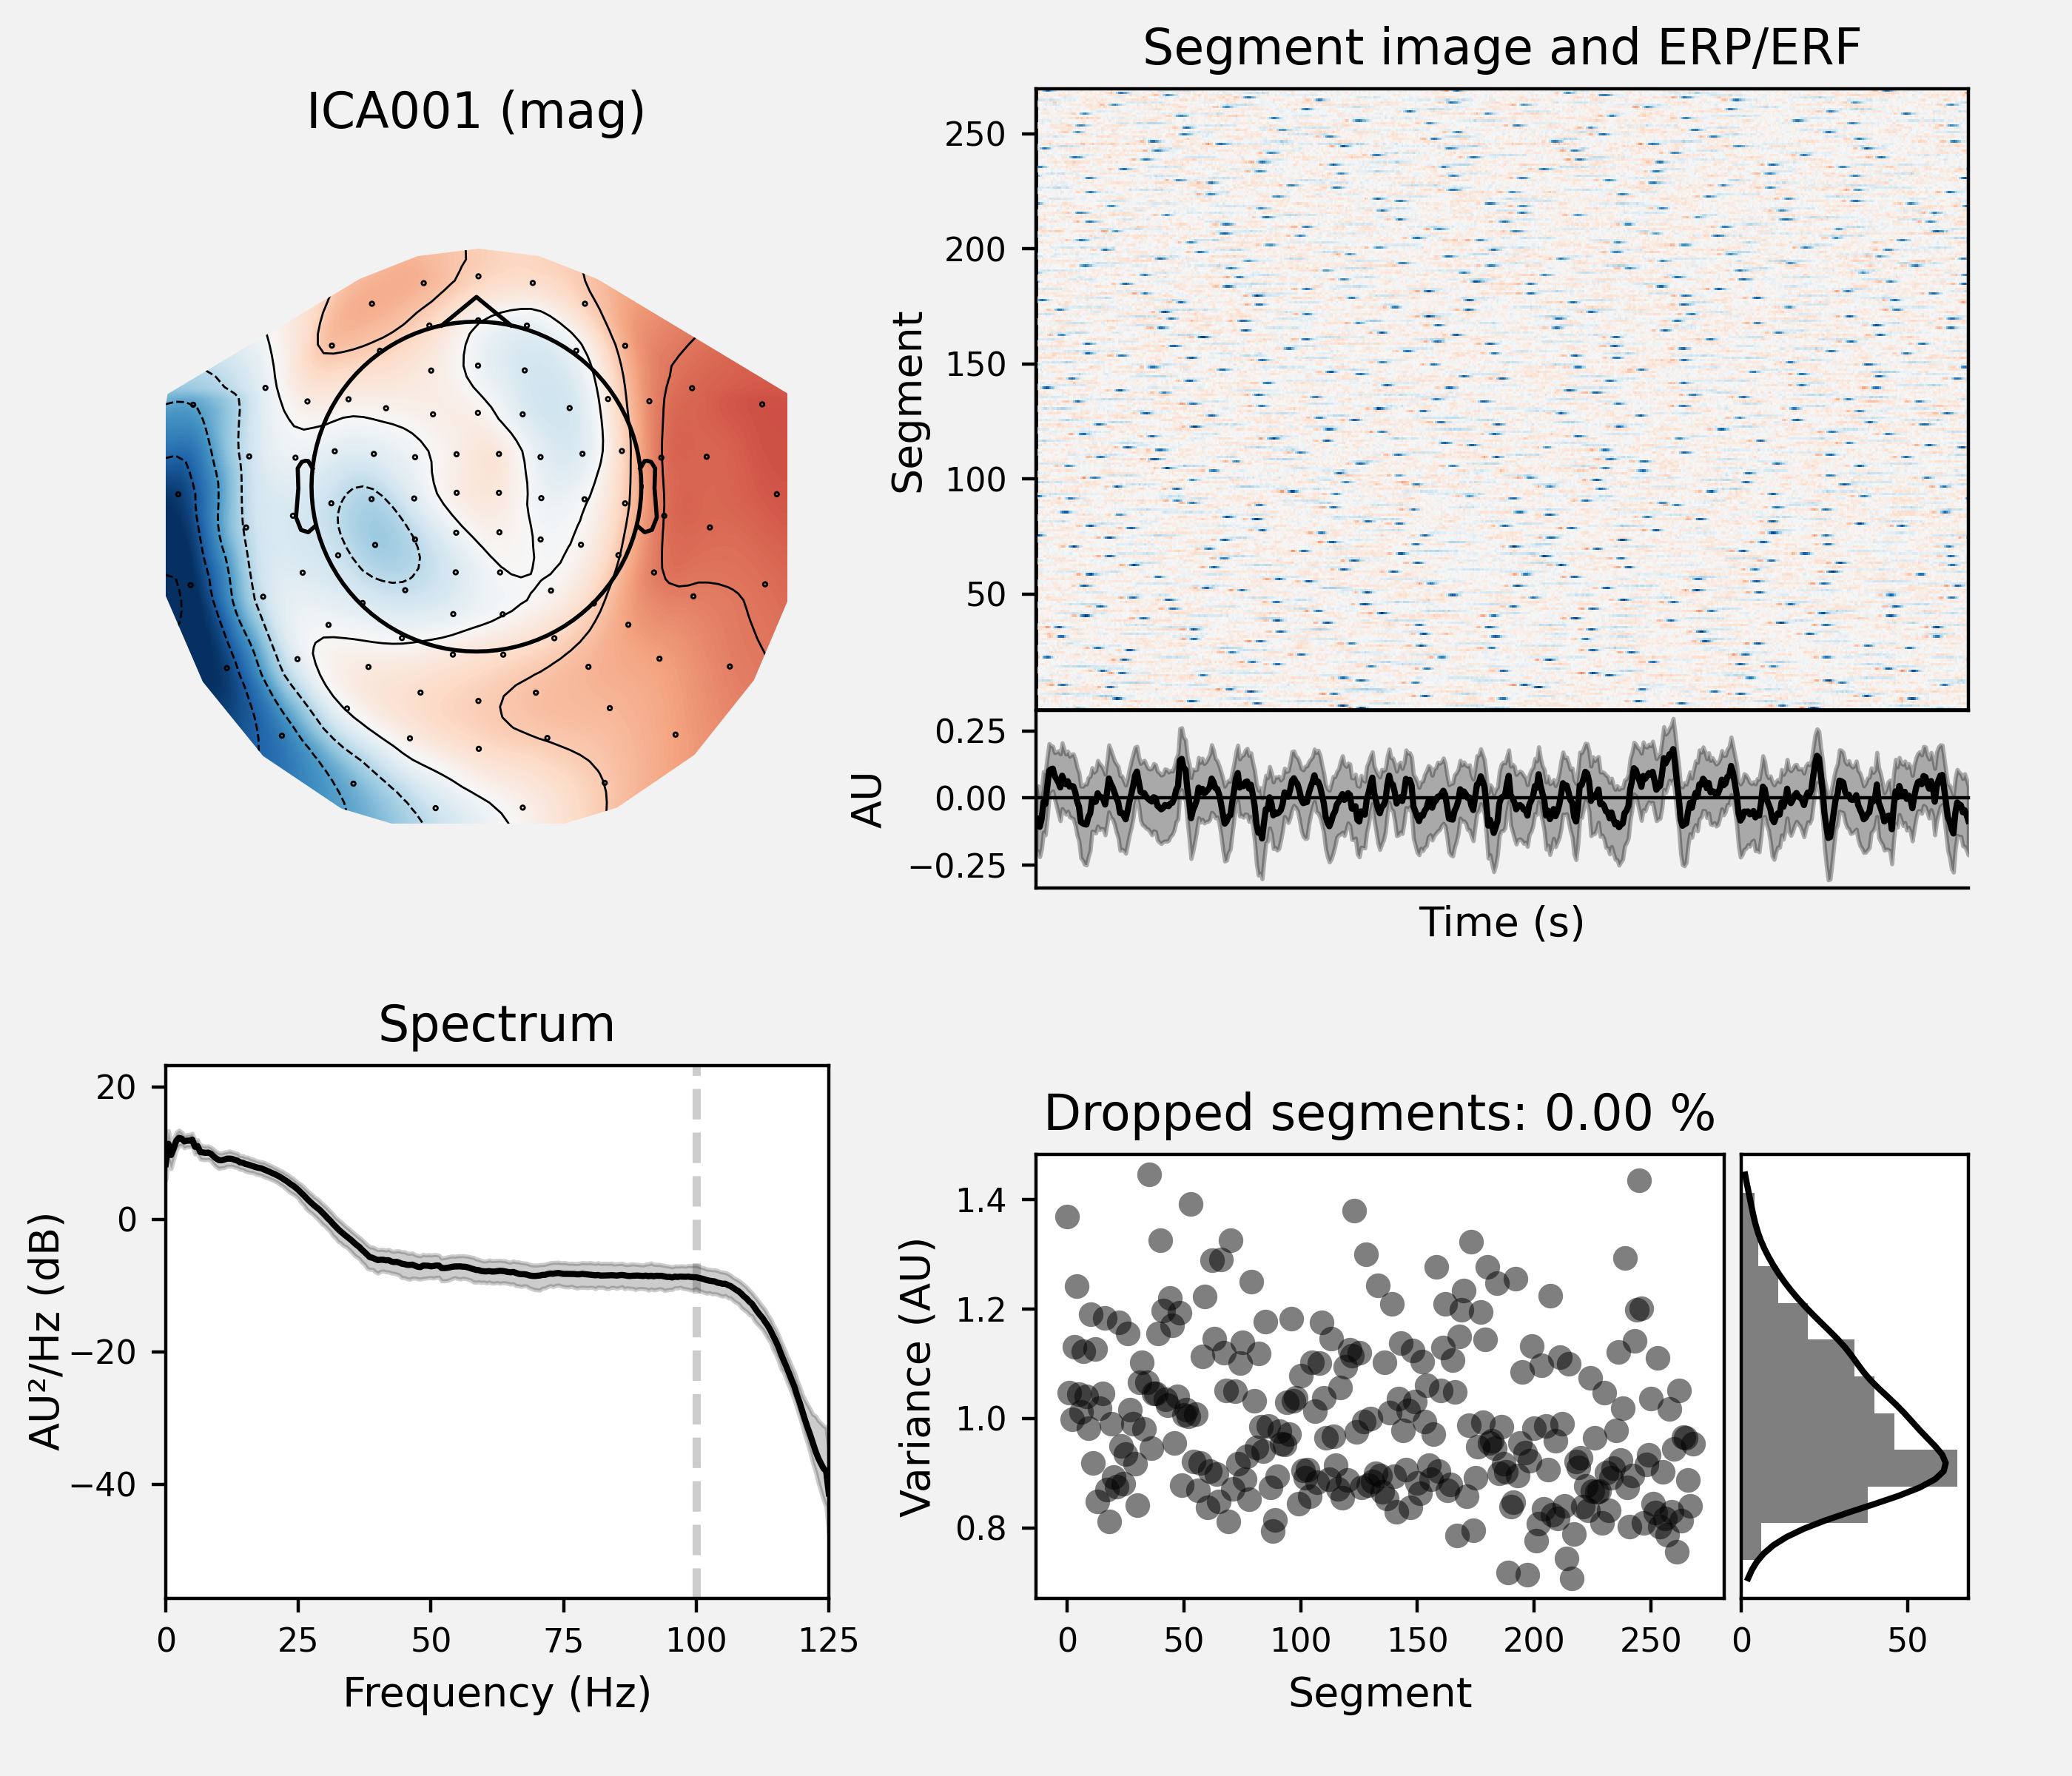 ICA001 (mag)
Segment image and ERP/ERF
Segment
250
200
150
100
50
AU
0.25
0.00
−0.25
Time (s)
Spectrum
AU²/Hz (dB)
20
0
−20
−40
0 25 50 75 100 125
Frequency (Hz)
Dropped segments: 0.00 %
Variance (AU)
1.4
1.2
1.0
0.8
0 50 100 150 200 250
Segment
0 50